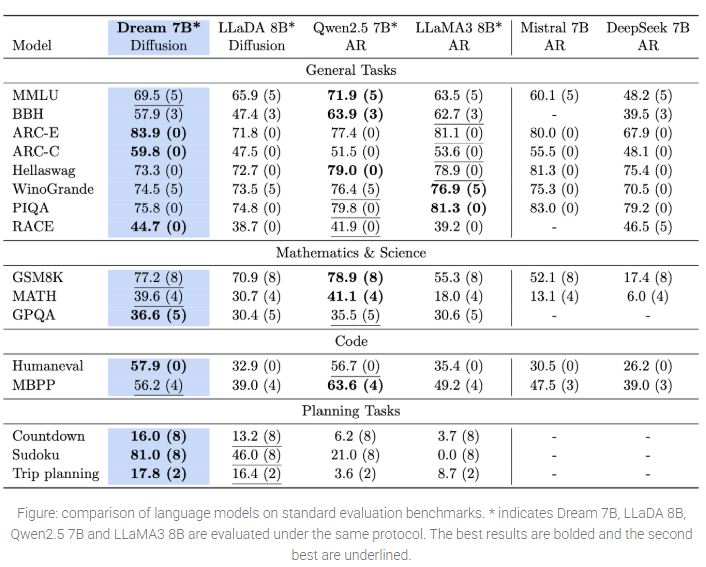 Model Dream 7B* LLaDA 8B* Qwen2.5 7B* LLaMA3 8B* Mistral 7B DeepSeek 7B
Diffusion Diffusion AR AR AR AR
General Tasks
MMLU 69.5 (5) 65.9 (5) 71.9 (5) 63.5 (5) 60.1 (5) 48.2 (5)
BBH 57.9 (3) 47.4 (3) 63.9 (3) 62.7 (3) - 39.5 (3)
ARC-E 83.9 (0) 71.8 (0) 77.4 (0) 81.1 (0) 80.0 (0) 67.9 (0)
ARC-C 59.8 (0) 47.5 (0) 51.5 (0) 53.6 (0) 55.5 (0) 48.1 (0)
Hellaswag 73.3 (0) 72.7 (0) 79.0 (0) 78.9 (0) 81.3 (0) 75.4 (0)
WinoGrande 74.5 (5) 73.5 (5) 76.4 (5) 76.9 (5) 75.3 (0) 70.5 (0)
PIQA 75.8 (0) 74.8 (0) 79.8 (0) 81.3 (0) 83.0 (0) 79.2 (0)
RACE 44.7 (0) 38.7 (0) 41.9 (0) 39.2 (0) - 46.5 (5)
Mathematics & Science
GSM8K 77.2 (8) 70.9 (8) 78.9 (8) 55.3 (8) 52.1 (8) 17.4 (8)
MATH 39.6 (4) 30.7 (4) 41.1 (4) 18.0 (4) 13.1 (4) 6.0 (4)
GPQA 36.6 (5) 30.4 (5) 35.5 (5) 30.6 (5) - -
Code
Humaneval 57.9 (0) 32.9 (0) 56.7 (0) 35.4 (0) 30.5 (0) 26.2 (0)
MBPP 56.2 (4) 39.0 (4) 63.6 (4) 49.2 (4) 47.5 (3) 39.0 (3)
Planning Tasks
Countdown 16.0 (8) 13.2 (8) 6.2 (8) 3.7 (8) - -
Sudoku 81.0 (8) 46.0 (8) 21.0 (8) 0.0 (8) - -
Trip planning 17.8 (2) 16.4 (2) 3.6 (2) 8.7 (2) - -
Figure: comparison of language models on standard evaluation benchmarks. * indicates Dream 7B, LLaDA 8B,
Qwen2.5 7B and LLaMA3 8B are evaluated under the same protocol. The best results are bolded and the second
best are underlined.